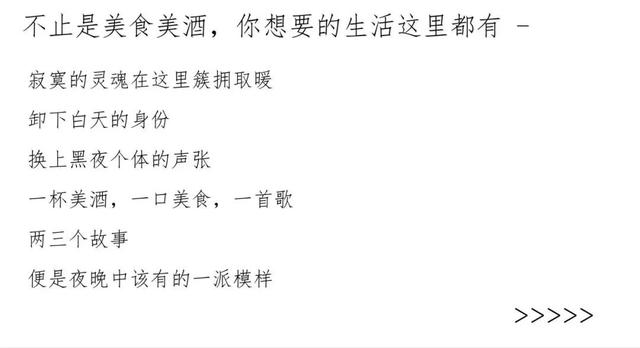 不止是美食美酒，你想要的生活这里都有 –
寂寞的灵魂在这里簇拥取暖
卸下白天的身份
换上黑夜个体的声张
一杯美酒，一口美食，一首歌
两三个故事
便是夜晚中该有的一派模样
>>>>>